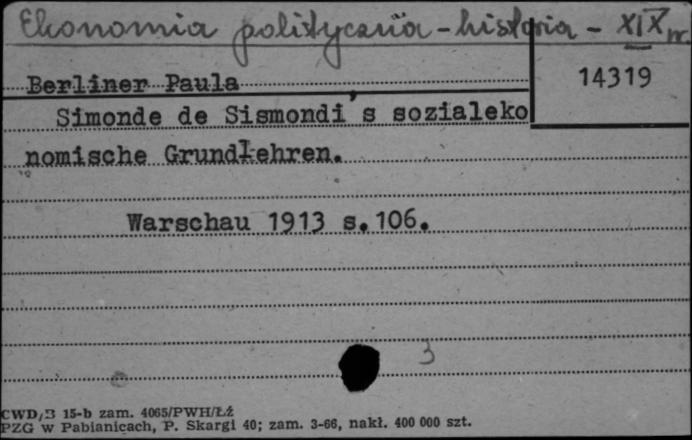 Ekonomia polityczna - historia - XIX w.
Berliner Paula
14319
Simonde de Sismondi's sozialeko
nomische Grundlehren.
Warschau 1913 s.106.
3
CWD/3 15-b zam. 4065/PWH/Łź
PZG w Pabianicach, P. Skargi 40; zam. 3-66, nakł. 400 000 szt.